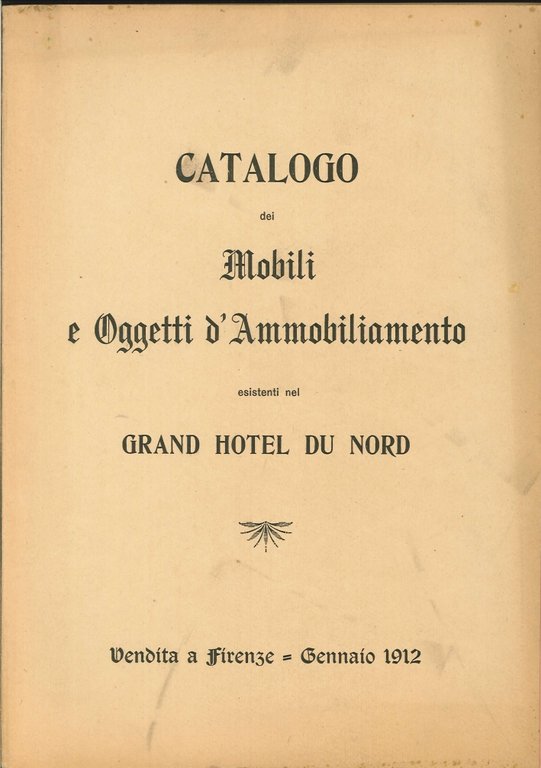 CATALOGO
dei
Mobili
e Oggetti d'Ammobiliamento
esistenti nel
GRAND HOTEL DU NORD
Vendita a Firenze = Gennaio 1912